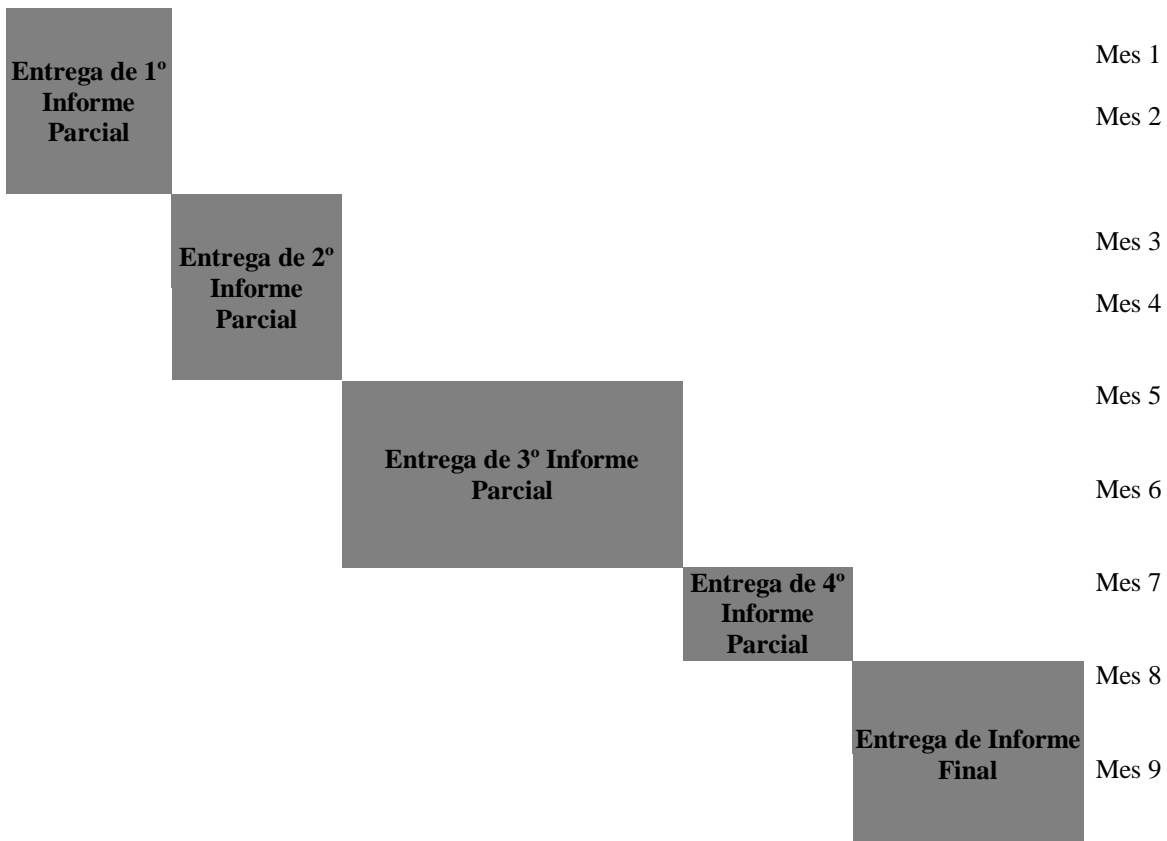 Entrega de 1º
Informe
Parcial
Mes 1
Mes 2
Entrega de 2º
Informe
Parcial
Mes 3
Mes 4
Entrega de 3º Informe
Parcial
Mes 5
Mes 6
Entrega de 4º
Informe
Parcial
Mes 7
Entrega de Informe
Final
Mes 8
Mes 9